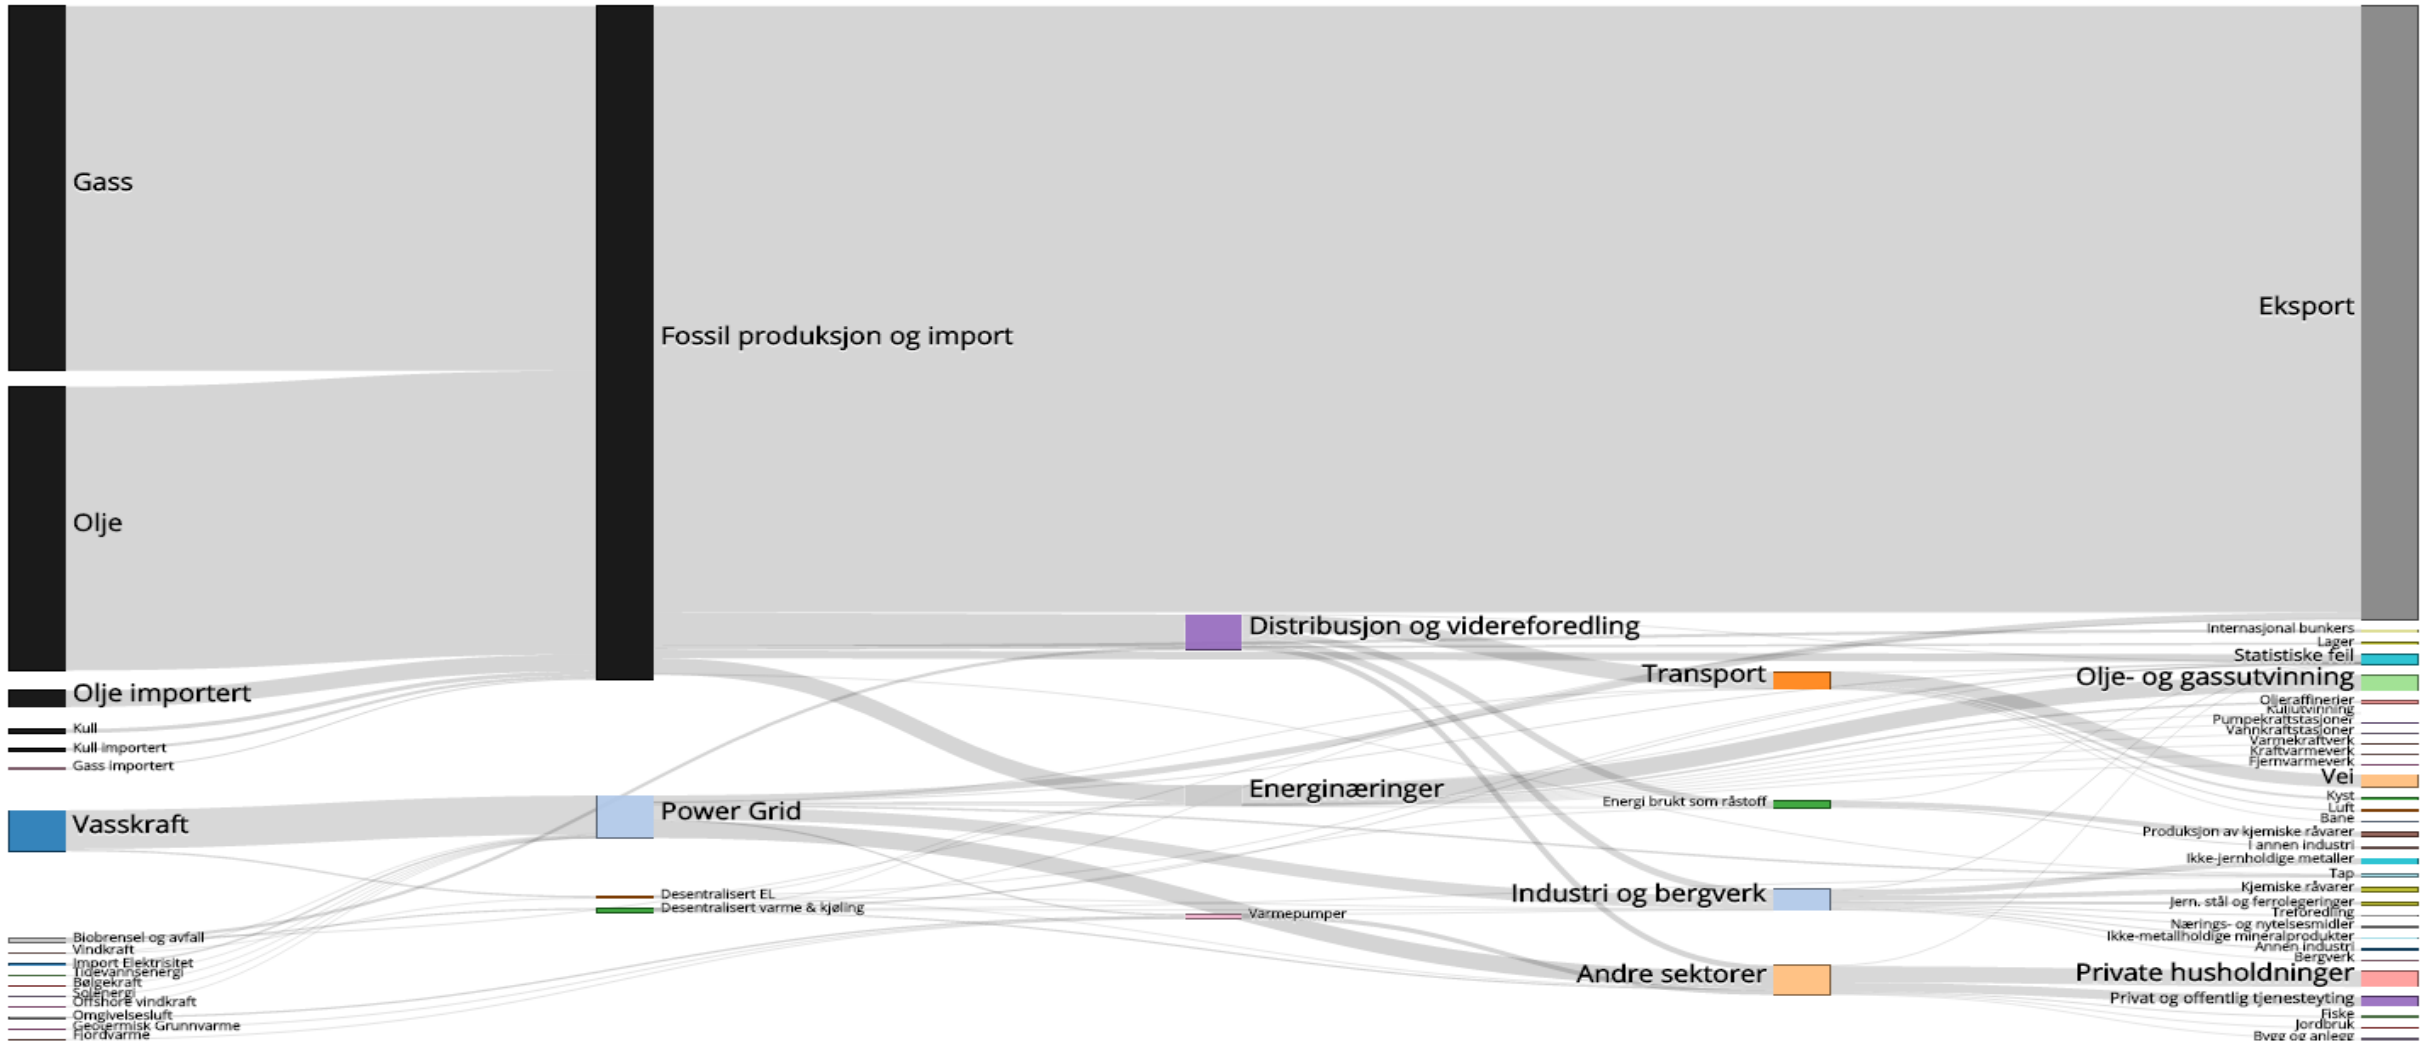 Gass
Olje
Olje importert
Kull
Kull importert
Gass importert
Vasskraft
Biobrensel og avfall
Vindkraft
Import Elektrisitet
Tidevannsenergi
Bølgekraft
Solenergi
Offshore vindkraft
Omgivelsesluft
Geotermisk Grunnvarme
Fjordvarme
Fossil produksjon og import
Power Grid
Desentralisert EL
Desentralisert varme & kjøling
Distribusjon og videreforedling
Energinæringer
Varmepumper
Transport
Energi brukt som råstoff
Industri og bergverk
Andre sektorer
Eksport
Internasjonal bunkers
Lager
Statistiske feil
Olje- og gassutvinning
Oljeraffinerier
Kullutvinning
Pumpekraftstasjoner
Vannkraftstasjoner
Varmekraftverk
Kraftvarmeverk
Fjernvarmeverk
Vei
Kyst
Luft
Bane
Produksjon av kjemiske råvarer
I annen industri
Ikke-jernholdige metaller
Tap
Kjemiske råvarer
Jern. stål og ferrolegeringer
Treforedling
Nærings- og nytelsesmidler
Ikke-metallholdige mineralprodukter
Annen industri
Bergverk
Private husholdninger
Privat og offentlig tjenesteyting
Fiske
Jordbruk
Bygg og anlegg